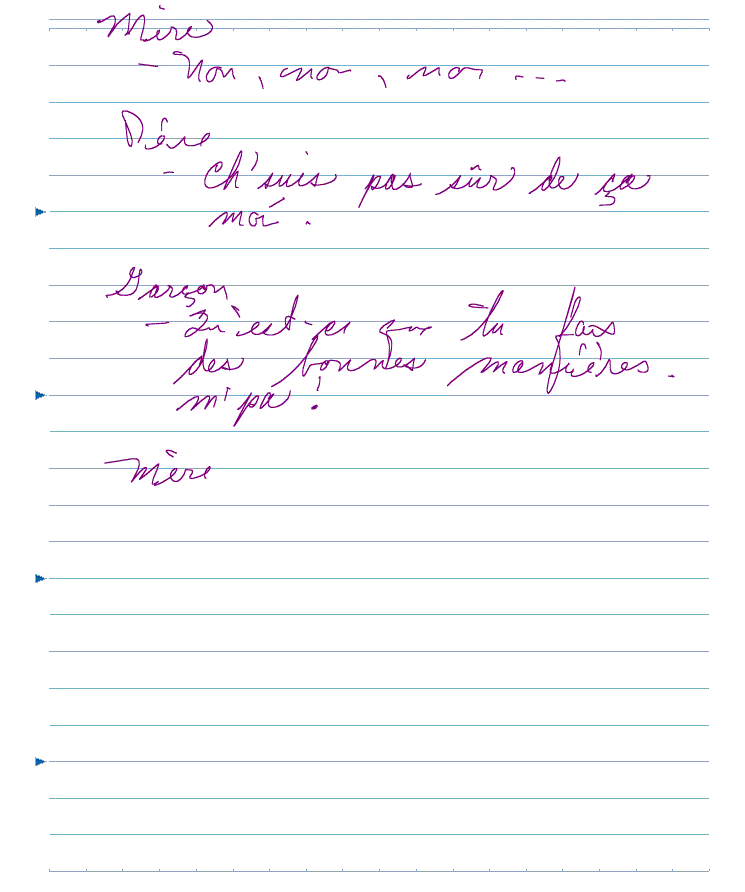 Mère
- Non, non, non ---
Père
- Ch'suis pas sûr de ça
moi.
Garçon
- Qu'est-ce que tu fais
des bonnes manières.
m'pa !
Mère